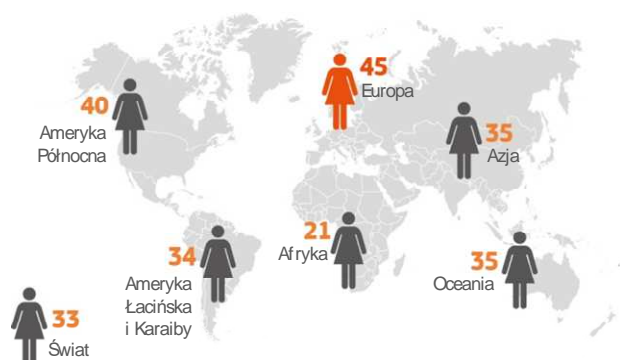 45
Europa
40
Ameryka
Północna
35
Azja
21
Afryka
34
Ameryka
Łacińska
i Karaiby
35
Oceania
33
Świat